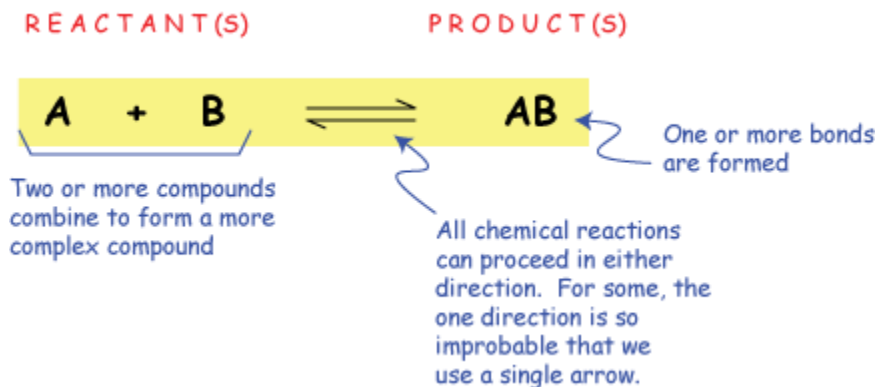 REACTANT(S)
PRODUCT(S)
A + B ⇌ AB
One or more bonds
are formed
Two or more compounds
combine to form a more
complex compound
All chemical reactions
can proceed in either
direction. For some, the
one direction is so
improbable that we
use a single arrow.